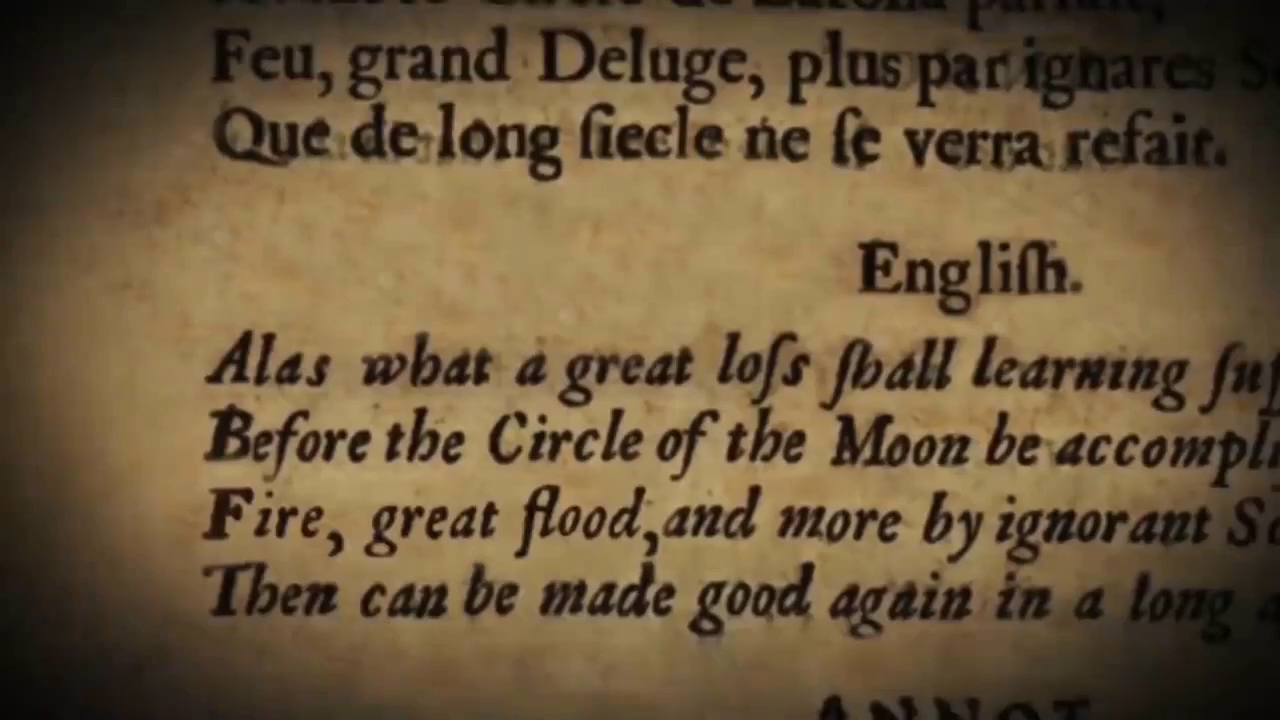 Feu, grand Deluge, plus par ignares
Que de long ſiecle ne ſe verra refait.
Engliſh.
Alas what a great loſs ſhall learning
Before the Circle of the Moon be
Fire, great flood, and more by ignorant
Then can be made good again in a long
ANNOT